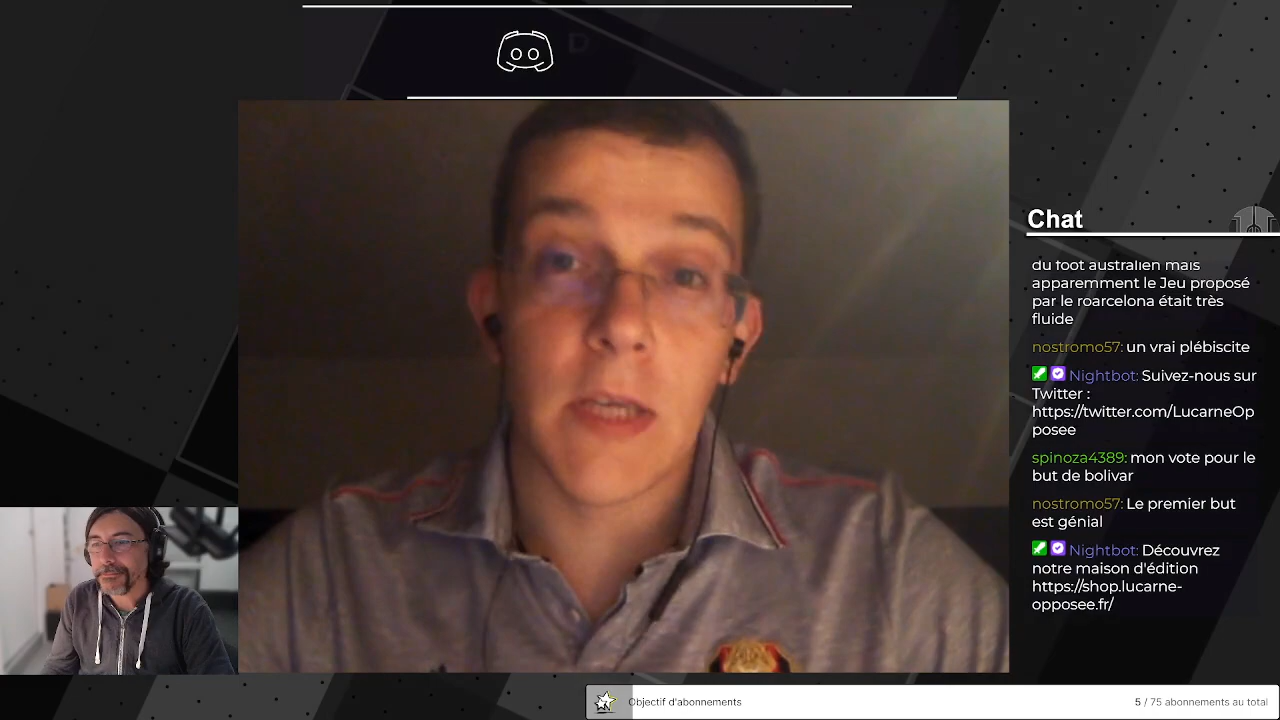 Chat
du foot australien mais
apparemment le Jeu proposé
par le roarcelona était très
fluide
nostromo57: un vrai plébiscite
Nightbot: Suivez-nous sur
Twitter :
https://twitter.com/LucarneOp
posee
spinoza4389: mon vote pour le
but de bolivar
nostromo57: Le premier but
est génial
Nightbot: Découvrez
notre maison d'édition
https://shop.lucarne-
opposee.fr/
Objectif d'abonnements
5 / 75 abonnements au total